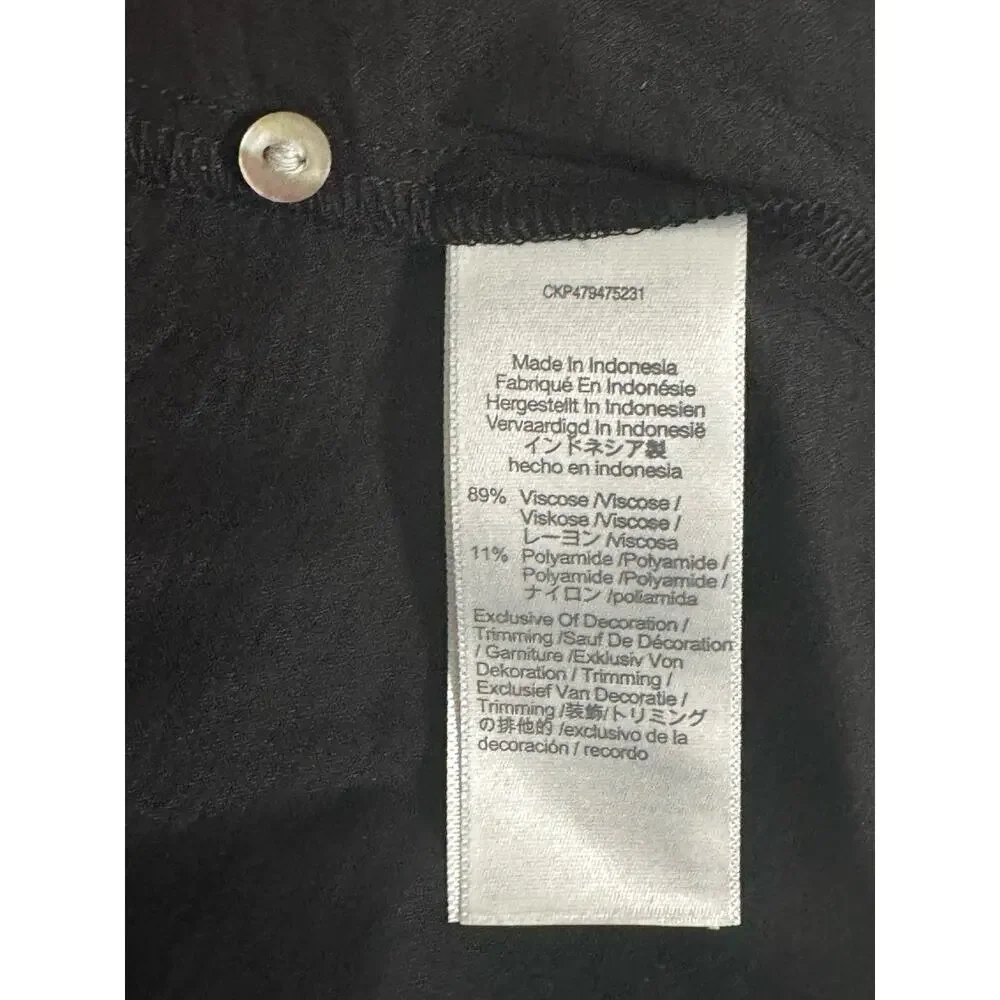 CKP479475231
Made In Indonesia
Fabriqué En Indonésie
Hergestellt In Indonesien
Vervaardigd In Indonesië
インドネシア製
hecho en indonesia
89% Viscose /Viscose /
Viskose /Viscose /
レーヨン /viscosa
11% Polyamide /Polyamide /
Polyamide /Polyamide /
ナイロン /poliamida
Exclusive Of Decoration /
Trimming /Sauf De Décoration
/ Garniture /Exklusiv Von
Dekoration / Trimming /
Exclusief Van Decoratie /
Trimming /装飾/トリミング
の排他的 /exclusivo de la
decoración / recordo